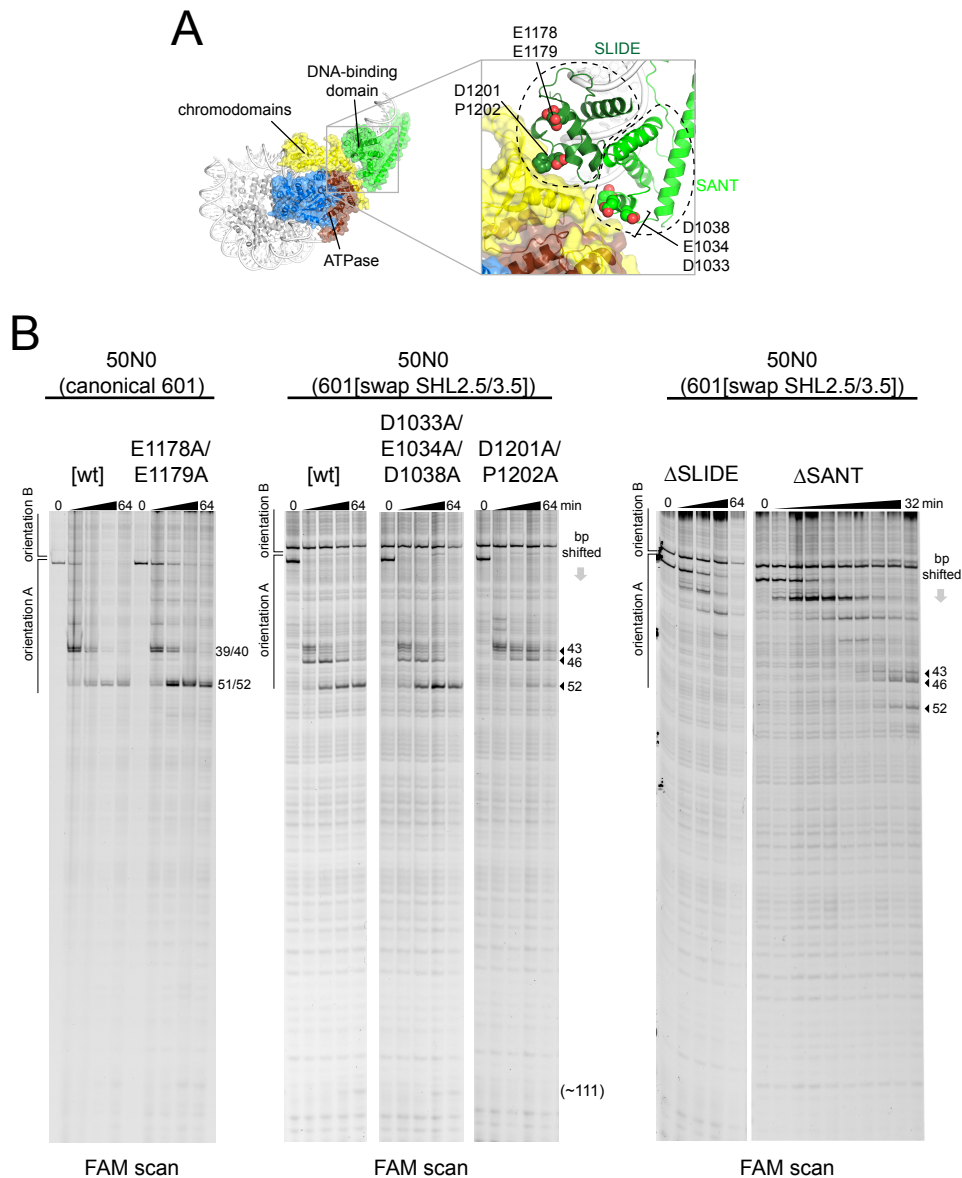 A
E1178
E1179
SLIDE
DNA-binding
domain
D1201
P1202
chromodomains
SANT
ATPase
D1038
E1034
D1033
B
50N0
(canonical 601)
50N0
(601[swap SHL2.5/3.5])
50N0
(601[swap SHL2.5/3.5])
[wt]
E1178A/
E1179A
[wt]
D1033A/
E1034A/
D1038A
D1201A/
P1202A
ΔSLIDE
ΔSANT
0 64 0 64
0 64 0 64 0 64 min
0 64 0 32 min
orientation B
orientation A
39/40
51/52
orientation B
orientation A
bp
shifted
43
46
52
(~111)
orientation B
orientation A
bp
shifted
43
46
52
FAM scan
FAM scan
FAM scan